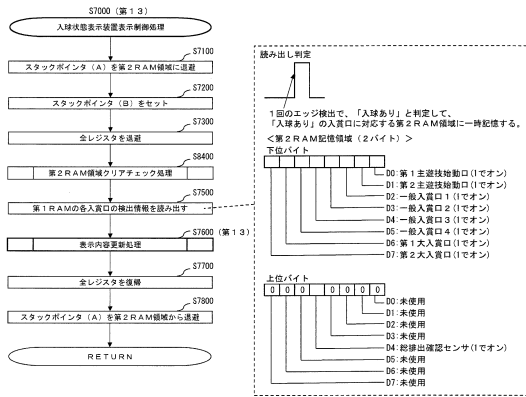 S7000(第13)
入球状態表示装置表示制御処理
S7100
スタックポインタ(A)を第2RAM領域に退避
S7200
スタックポインタ(B)をセット
S7300
全レジスタを退避
S8400
第2RAM領域クリアチェック処理
S7500
第1RAMの各入賞口の検出情報を読み出す
S7600(第13)
表示内容更新処理
S7700
全レジスタを復帰
S7800
スタックポインタ(A)を第2RAM領域から退避
RETURN
読み出し判定
1回のエッジ検出で、「入球あり」と判定して、
「入球あり」の入賞口に対応する第2RAM領域に一時記憶する。
<第2RAM記憶領域(2バイト)>
下位バイト
D0:第1主遊技始動口(1でオン)
D1:第2主遊技始動口(1でオン)
D2:一般入賞口1(1でオン)
D3:一般入賞口2(1でオン)
D4:一般入賞口3(1でオン)
D5:一般入賞口4(1でオン)
D6:第1大入賞口(1でオン)
D7:第2大入賞口(1でオン)
上位バイト
0 0 0 0 0 0 0
D0:未使用
D1:未使用
D2:未使用
D3:未使用
D4:総排出確認センサ(1でオン)
D5:未使用
D6:未使用
D7:未使用